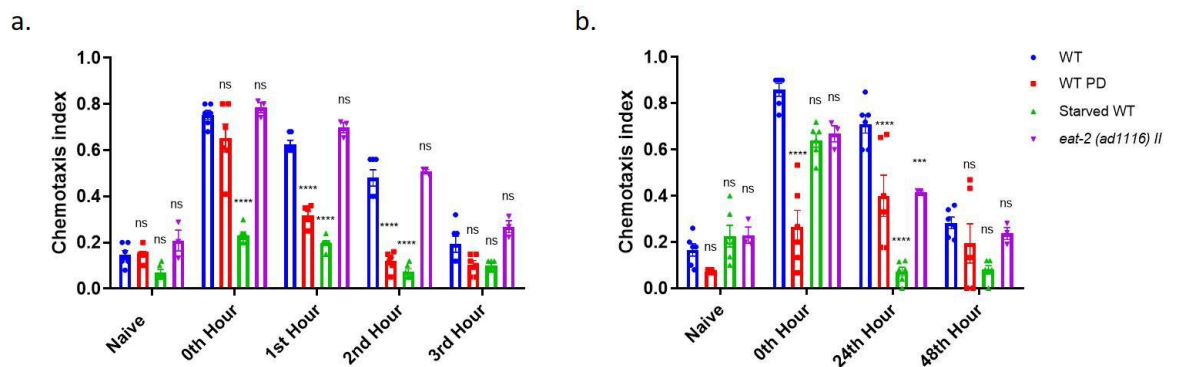 a.
Chemotaxis index
1.0
0.8
0.6
0.4
0.2
0.0
ns
ns
ns
ns
ns
****
ns
****
****
ns
****
****
ns
ns
ns
ns
Naive
0th Hour
1st Hour
2nd Hour
3rd Hour
b.
Chemotaxis index
1.0
0.8
0.6
0.4
0.2
0.0
ns
ns
ns
****
ns
ns
****
****
***
ns
ns
ns
Naive
0th Hour
24th Hour
48th Hour
WT
WT PD
Starved WT
eat-2 (ad1116) II